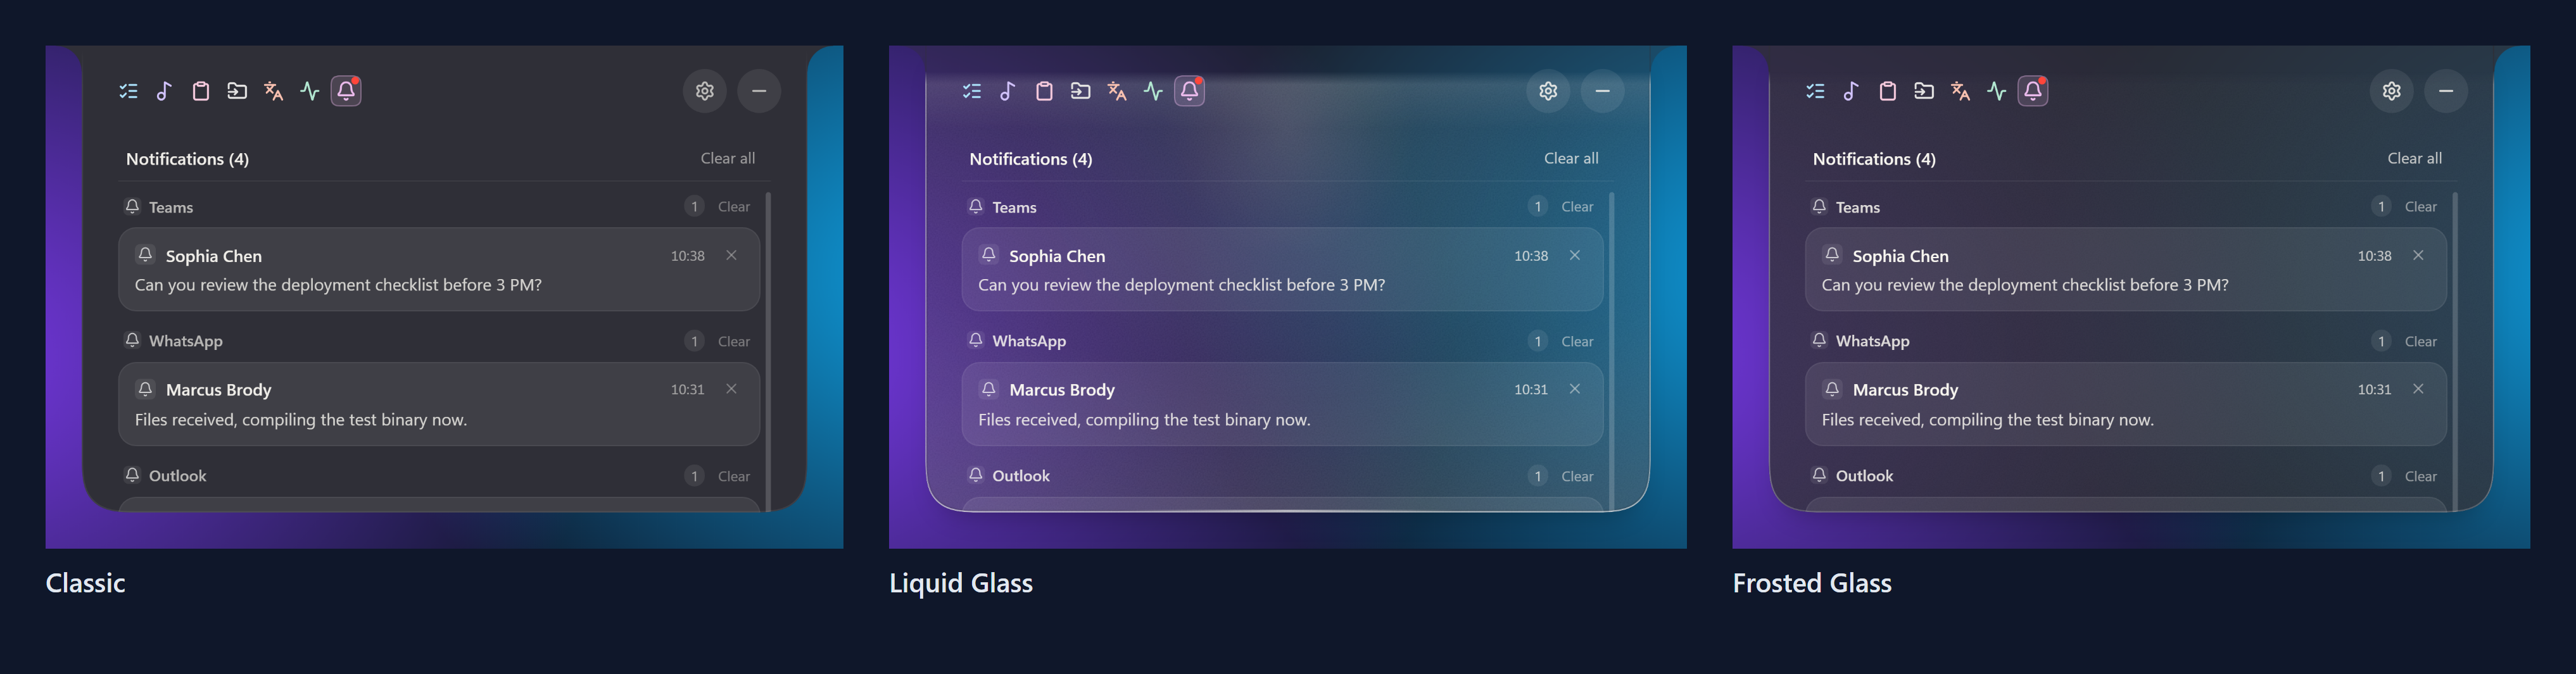 Notifications (4) Clear all
Teams 1 Clear
Sophia Chen 10:38
Can you review the deployment checklist before 3 PM?
WhatsApp 1 Clear
Marcus Brody 10:31
Files received, compiling the test binary now.
Outlook 1 Clear
Classic
Notifications (4) Clear all
Teams 1 Clear
Sophia Chen 10:38
Can you review the deployment checklist before 3 PM?
WhatsApp 1 Clear
Marcus Brody 10:31
Files received, compiling the test binary now.
Outlook 1 Clear
Liquid Glass
Notifications (4) Clear all
Teams 1 Clear
Sophia Chen 10:38
Can you review the deployment checklist before 3 PM?
WhatsApp 1 Clear
Marcus Brody 10:31
Files received, compiling the test binary now.
Outlook 1 Clear
Frosted Glass